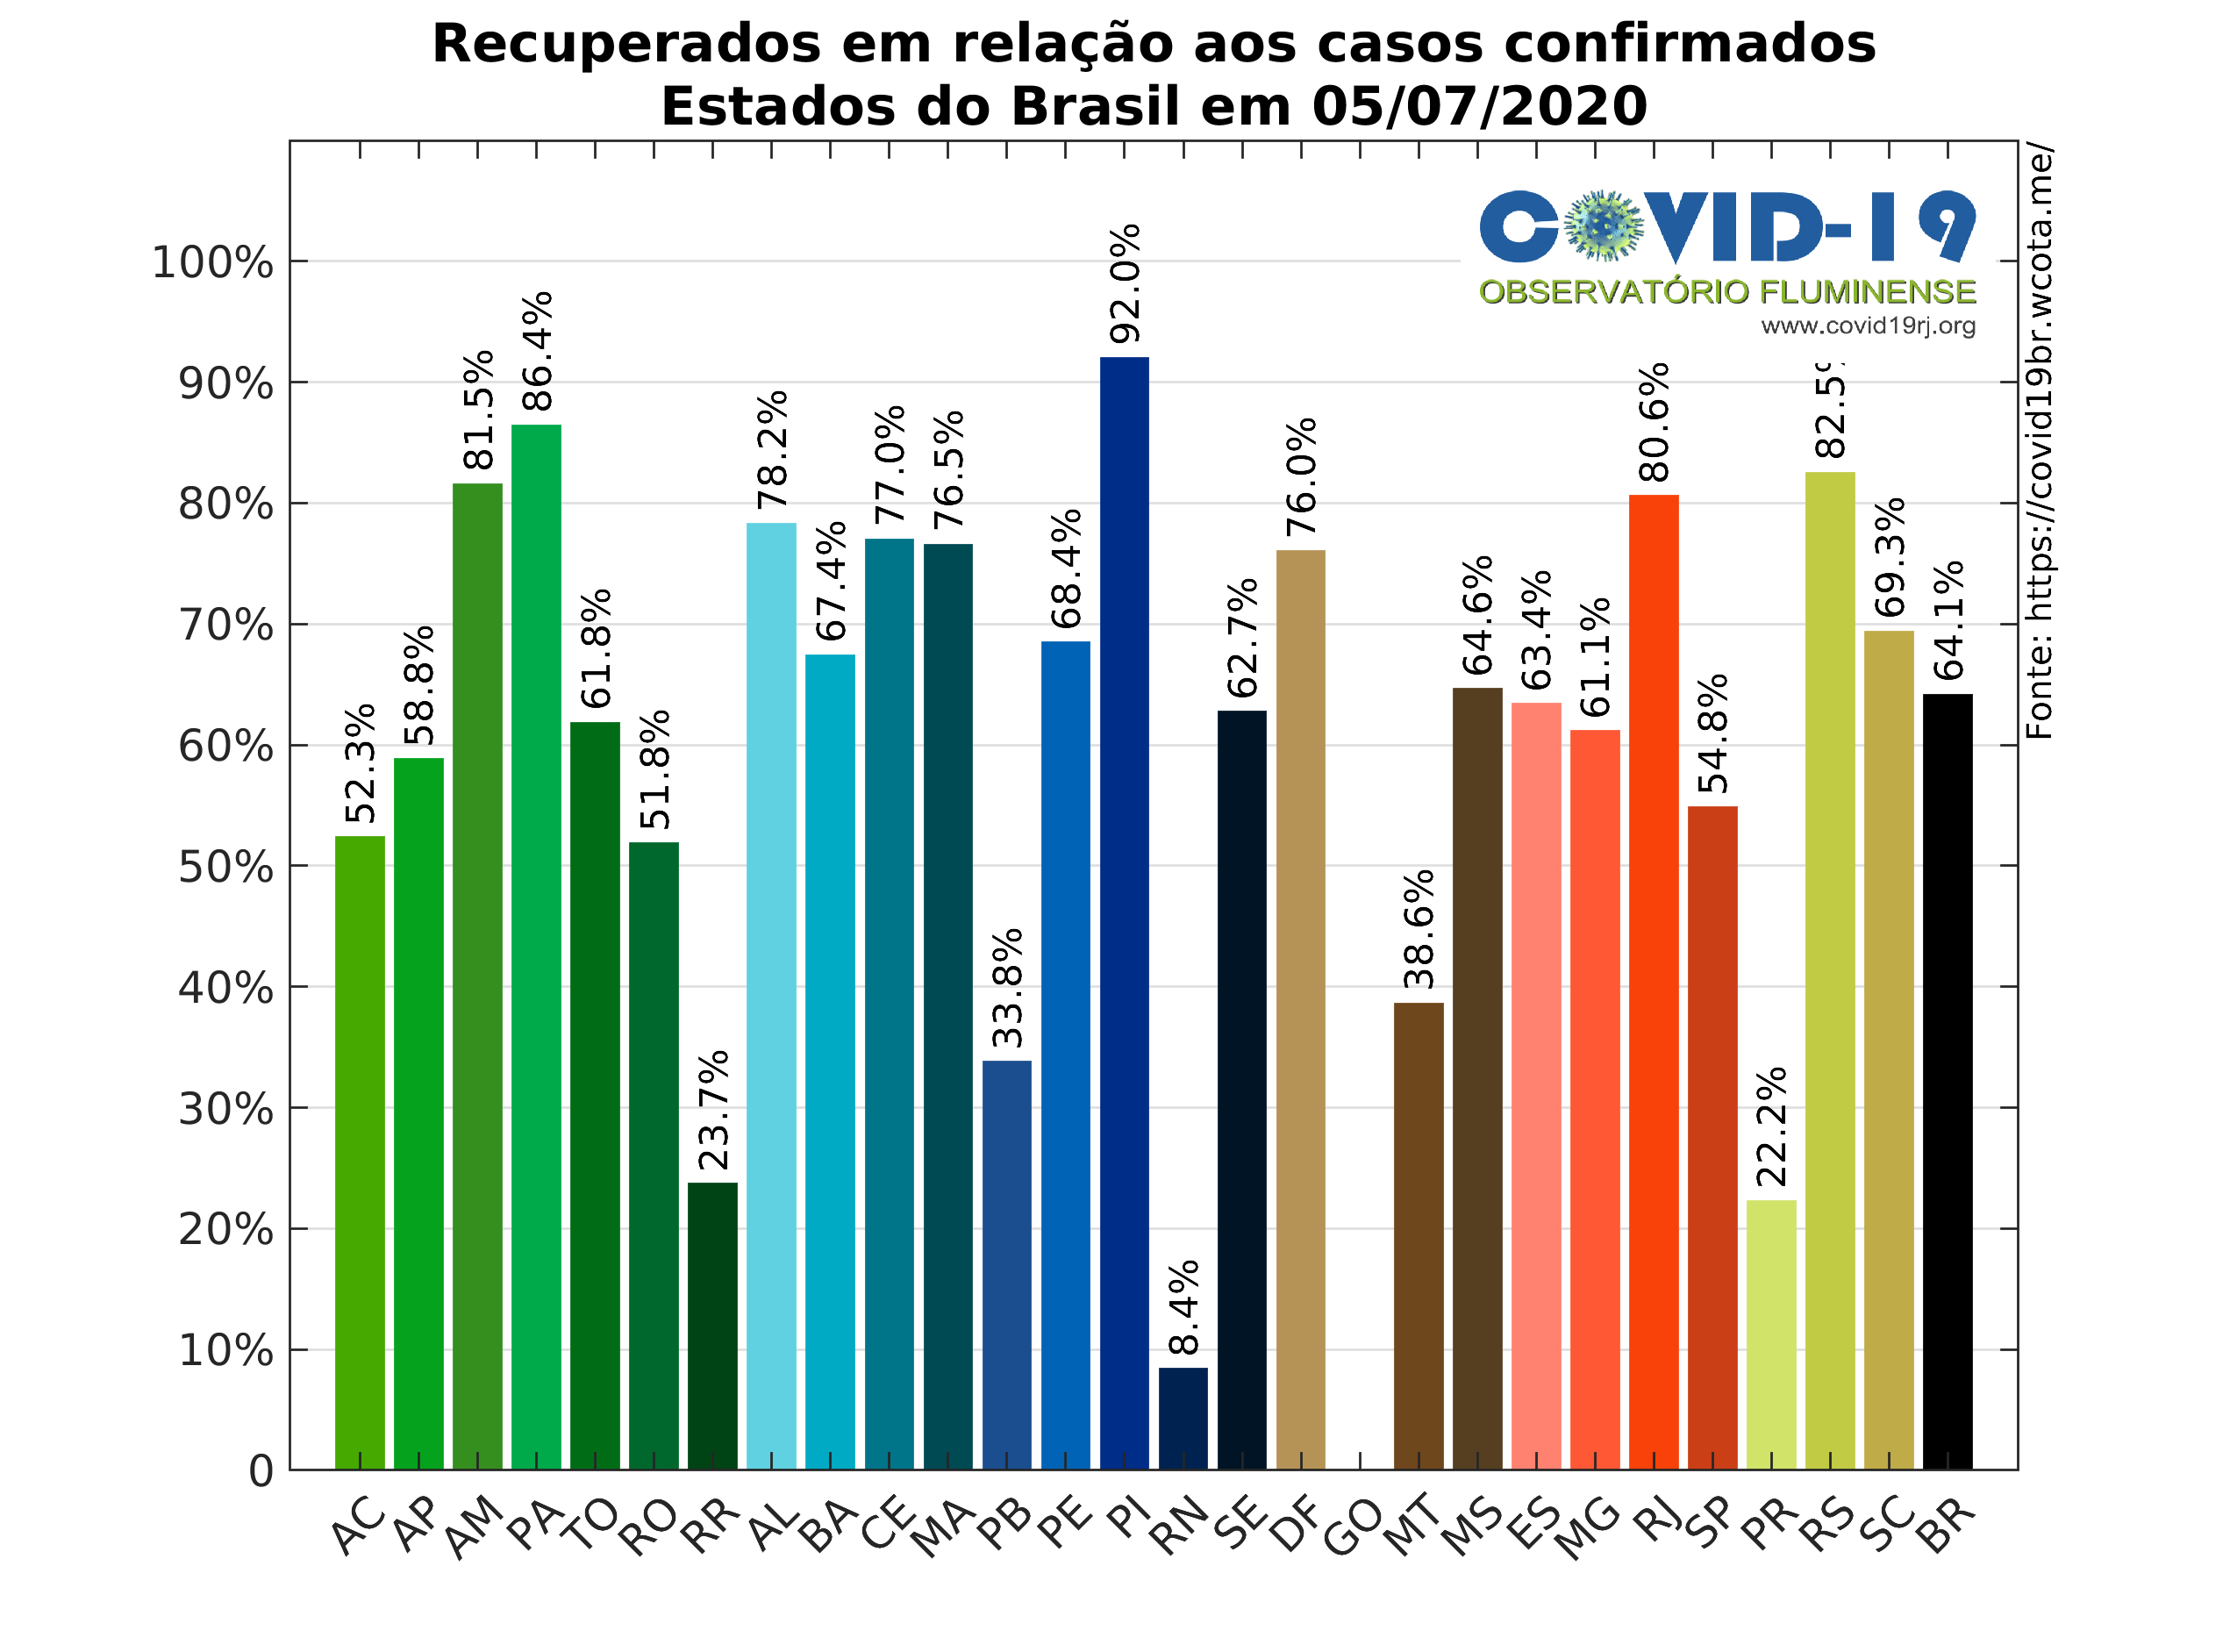 Recuperados em relação aos casos confirmados
Estados do Brasil em 05/07/2020
COVID-19
OBSERVATÓRIO FLUMINENSE
www.covid19rj.org
Fonte: https://covid19br.wcota.me/
100%
90%
80%
70%
60%
50%
40%
30%
20%
10%
0
52.3%
58.8%
81.5%
86.4%
61.8%
51.8%
23.7%
78.2%
67.4%
77.0%
76.5%
33.8%
68.4%
92.0%
8.4%
62.7%
76.0%
38.6%
64.6%
63.4%
61.1%
80.6%
54.8%
22.2%
82.5%
69.3%
64.1%
AC
AP
AM
PA
TO
RO
RR
AL
BA
CE
MA
PB
PE
PI
RN
SE
DF
GO
MT
MS
ES
MG
RJ
SP
PR
RS
SC
BR